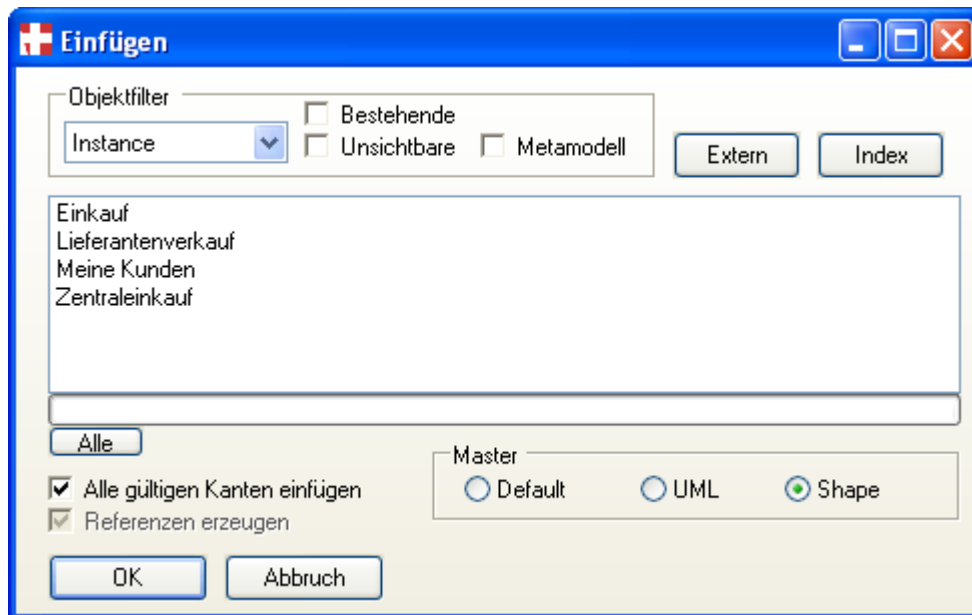 Einfügen
Objektfilter
Instance
Bestehende
Unsichtbare
Metamodell
Extern
Index
Einkauf
Lieferantenverkauf
Meine Kunden
Zentraleinkauf
Alle
Master
Alle gültigen Kanten einfügen
Default
UML
Shape
Referenzen erzeugen
OK
Abbruch